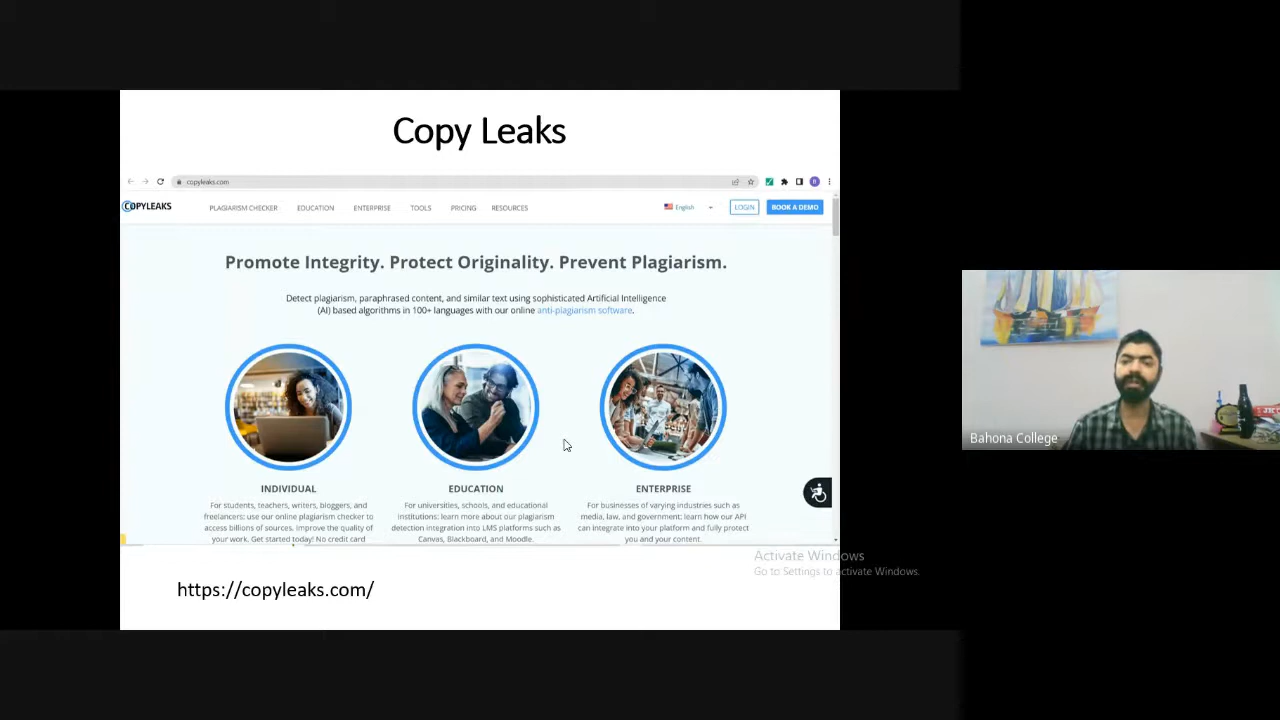 Copy Leaks
copyleaks.com
COPYLEAKS PLAGIARISM CHECKER EDUCATION ENTERPRISE TOOLS PRICING RESOURCES English LOGIN BOOK A DEMO
Promote Integrity. Protect Originality. Prevent Plagiarism.
Detect plagiarism, paraphrased content, and similar text using sophisticated Artificial Intelligence
(AI) based algorithms in 100+ languages with our online anti-plagiarism software.
INDIVIDUAL
For students, teachers, writers, bloggers, and
freelancers: use our online plagiarism checker to
access billions of sources. Improve the quality of
your work. Get started today! No credit card
EDUCATION
For universities, schools, and educational
institutions: learn more about our plagiarism
detection integration into LMS platforms such as
Canvas, Blackboard, and Moodle.
ENTERPRISE
For businesses of varying industries such as
media, law, and government: learn how our API
can integrate into your platform and fully protect
you and your content.
https://copyleaks.com/
Activate Windows
Go to Settings to activate Windows.
Bahona College